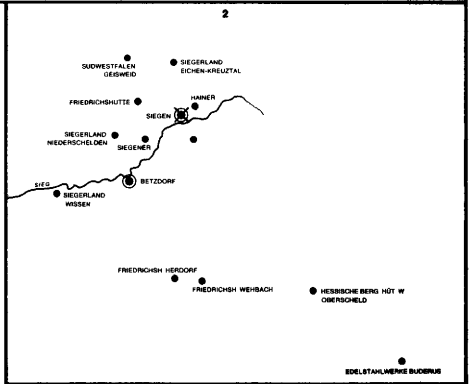 2
SUDWESTFALEN
GEISWEID
SIEGERLAND
EICHEN-KREUZTAL
FRIEDRICHSHUTTE
HAINER
SIEGEN
SIEGERLAND
NIEDERSCHELDEN
SIEGENER
SIEG
BETZDORF
SIEGERLAND
WISSEN
FRIEDRICHSH HERDORF
FRIEDRICHSH WEHBACH
HESSISCHE BERG HÜT W
OBERSCHELD
EDELSTAHLWERKE BUDERUS